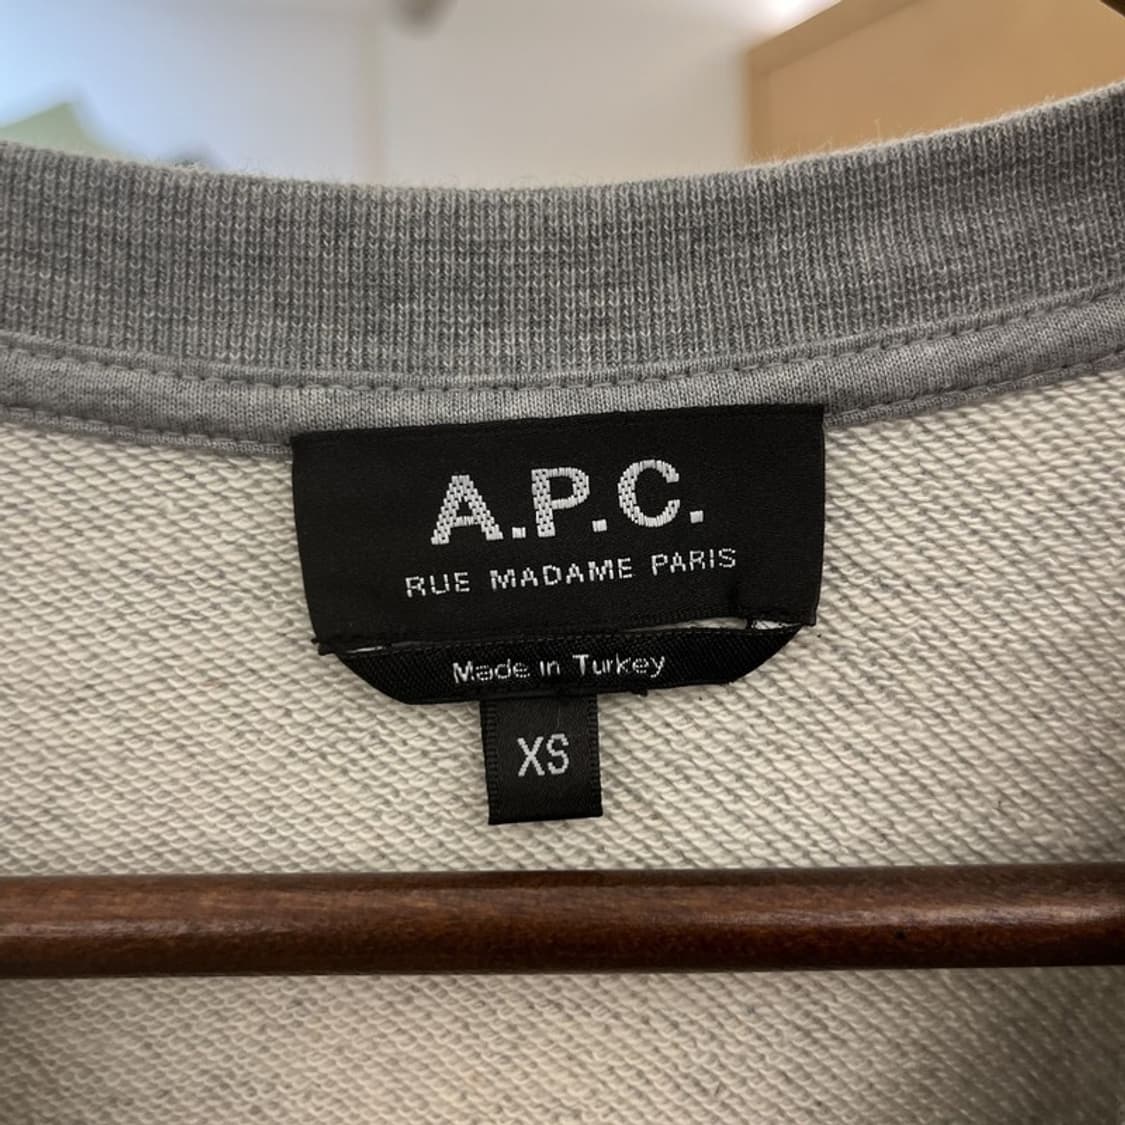 A.P.C.
RUE MADAME PARIS
Made in Turkey
XS